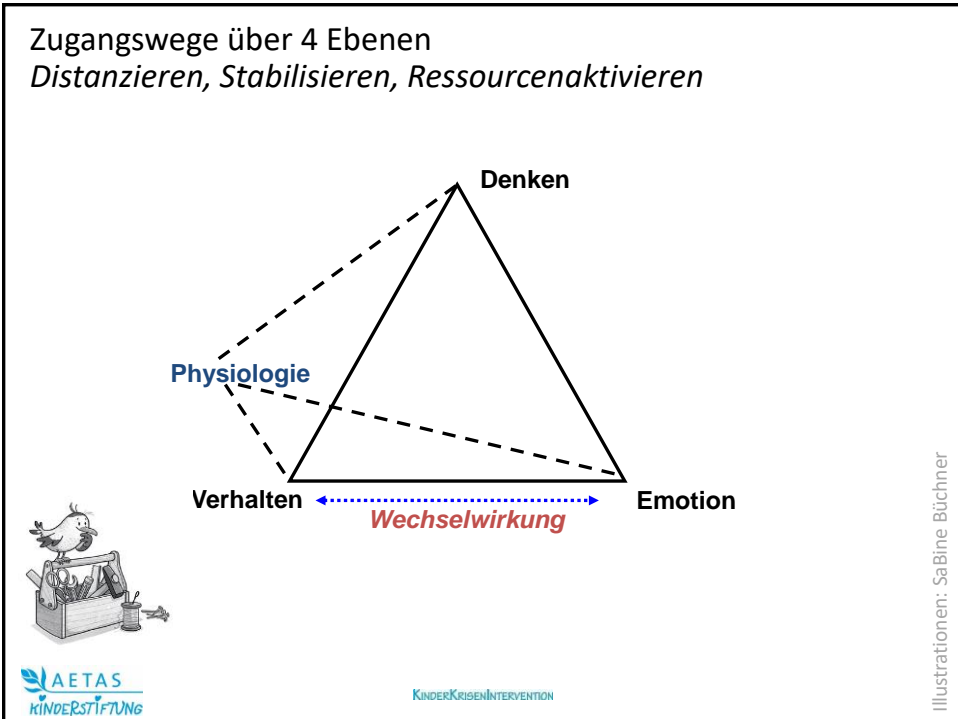 Zugangswege über 4 Ebenen
Distanzieren, Stabilisieren, Ressourcenaktivieren
Denken
Physiologie
Verhalten
Emotion
Wechselwirkung
Illustrationen: SaBine Büchner
AETAS
KINDERSTIFTUNG
KINDERKRISENINTERVENTION